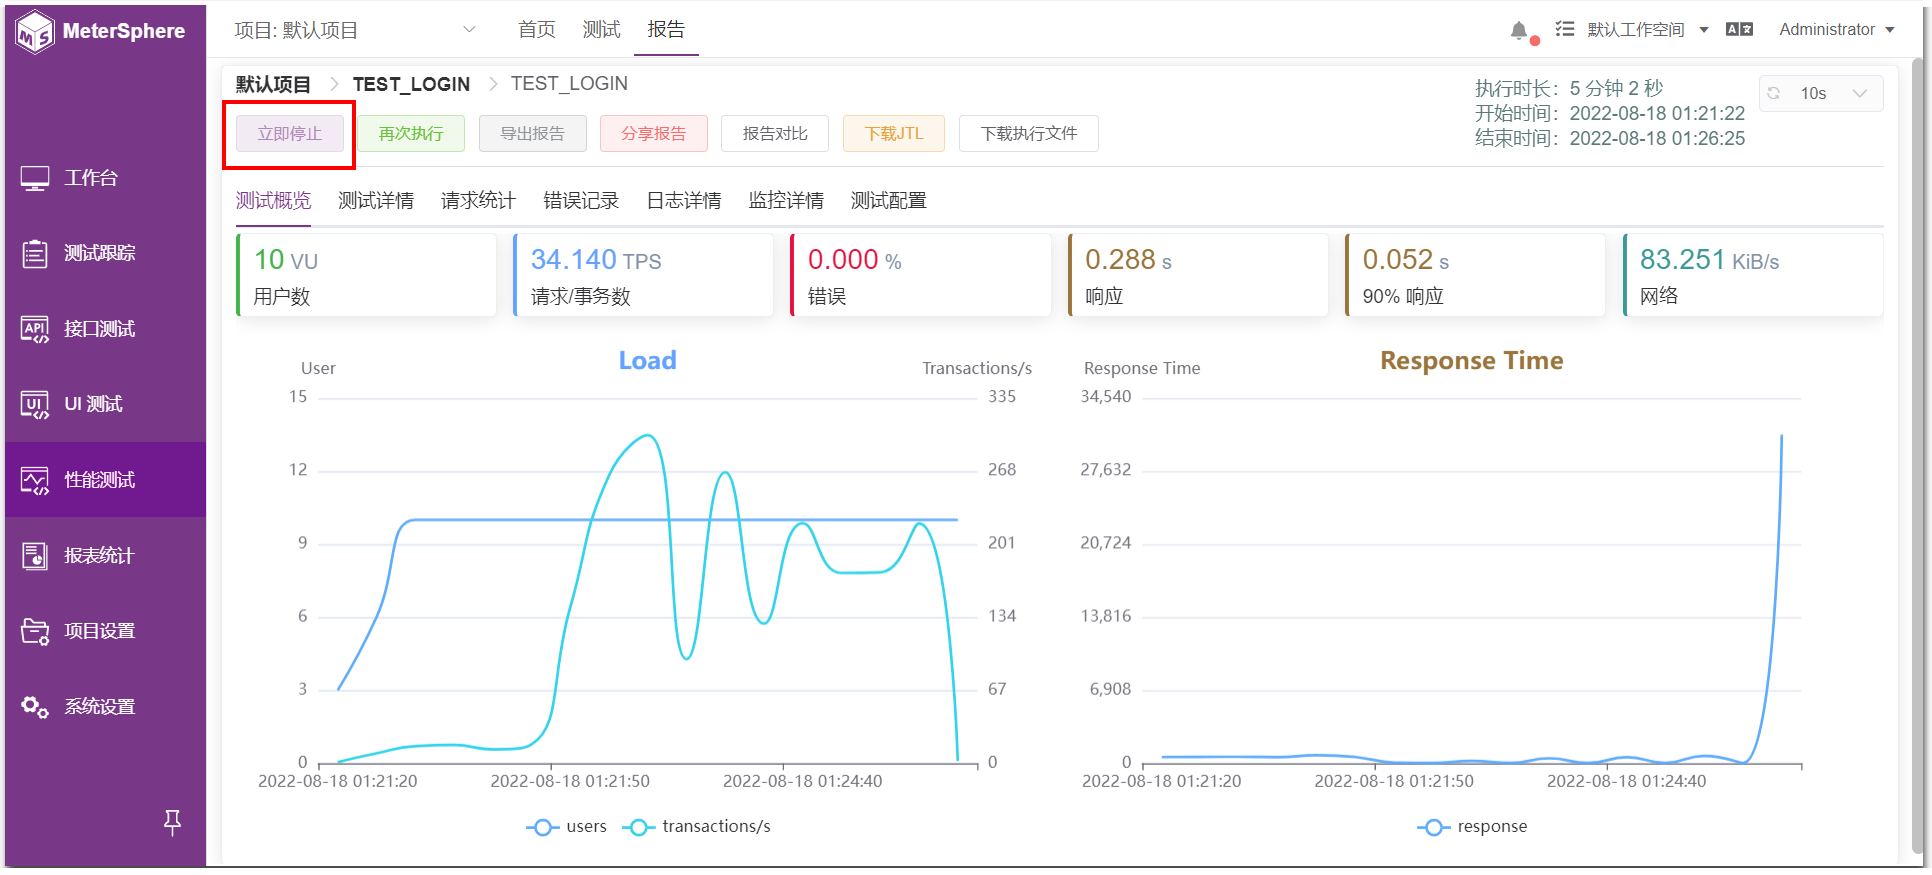 MeterSphere
项目: 默认项目
首页 测试 报告
默认工作空间
Administrator
默认项目 > TEST_LOGIN > TEST_LOGIN
执行时长: 5 分钟 2 秒
开始时间: 2022-08-18 01:21:22
结束时间: 2022-08-18 01:26:25
10s
立即停止 再次执行 导出报告 分享报告 报告对比 下载JTL 下载执行文件
工作台
测试跟踪
API 接口测试
UI UI 测试
性能测试
报表统计
项目设置
系统设置
测试概览 测试详情 请求统计 错误记录 日志详情 监控详情 测试配置
10 VU
用户数
34.140 TPS
请求/事务数
0.000 %
错误
0.288 s
响应
0.052 s
90% 响应
83.251 KiB/s
网络
Load
User
Transactions/s
15
12
9
6
3
0
335
268
201
134
67
0
2022-08-18 01:21:20 2022-08-18 01:21:50 2022-08-18 01:24:40
users transactions/s
Response Time
Response Time
34,540
27,632
20,724
13,816
6,908
0
2022-08-18 01:21:20 2022-08-18 01:21:50 2022-08-18 01:24:40
response